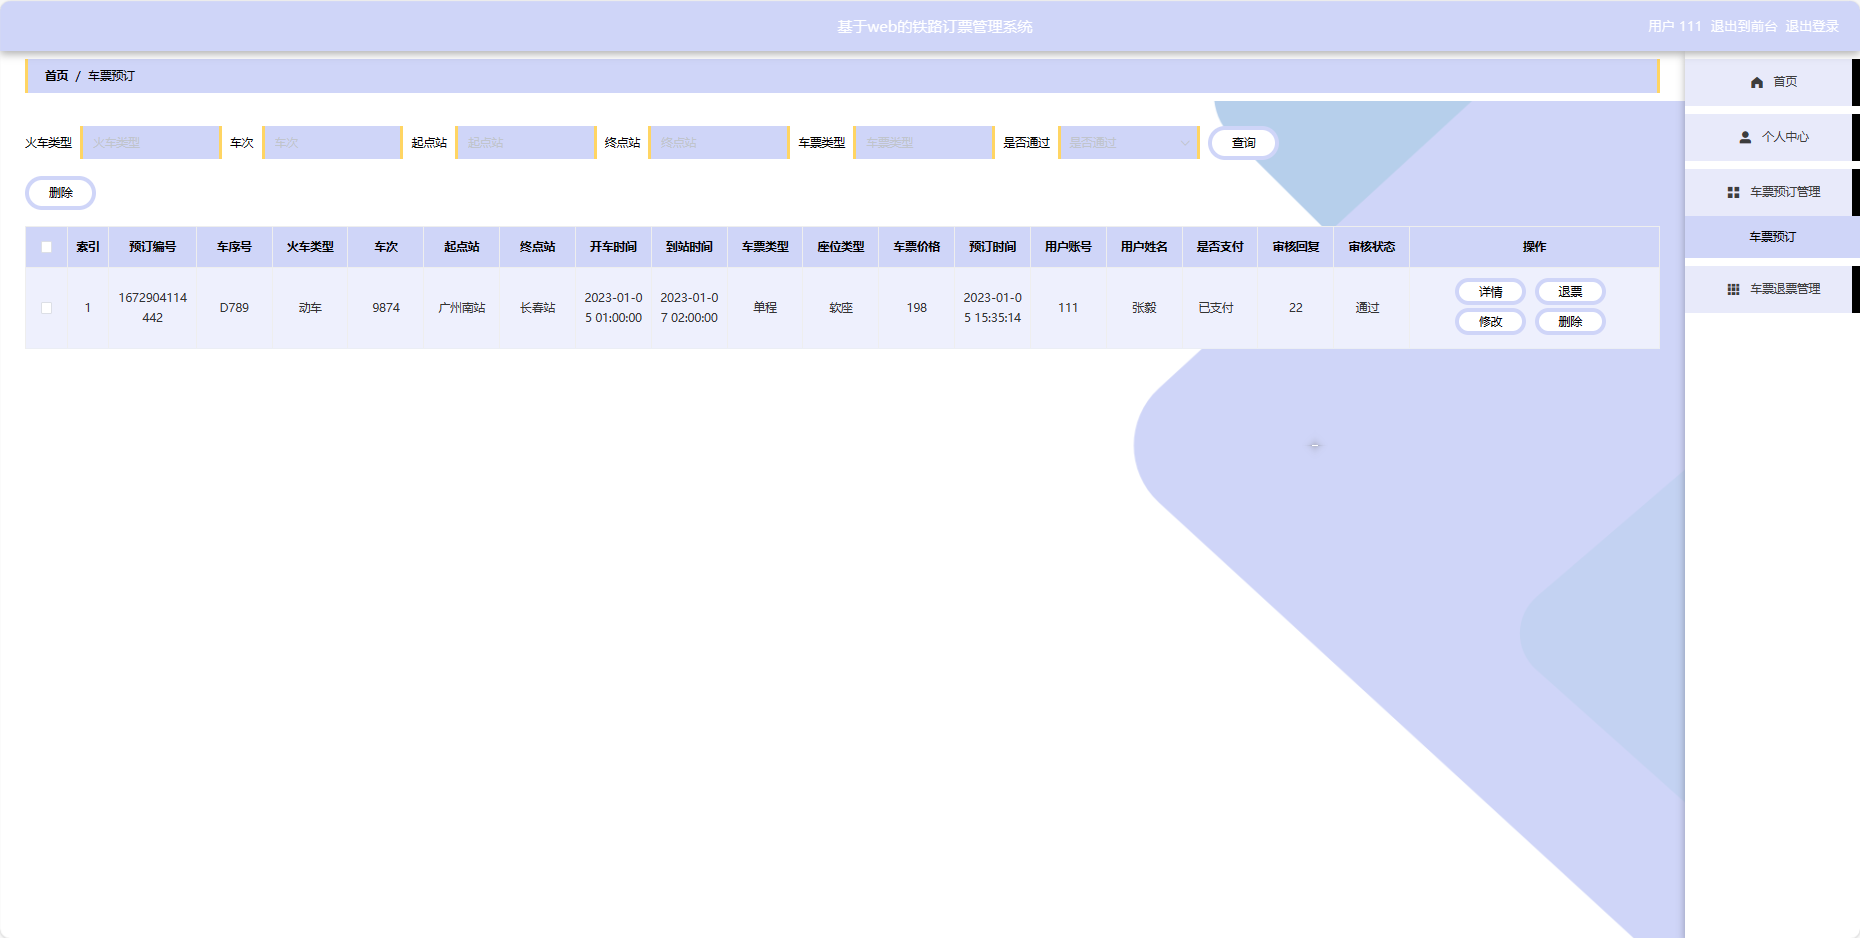 基于web的铁路订票管理系统
用户 111 退出到前台 退出登录
首页 / 车票预订
火车类型 火车类型 车次 车次 起点站 起点站 终点站 终点站 车票类型 车票类型 是否通过 是否通过 查询
删除
索引 预订编号 车序号 火车类型 车次 起点站 终点站 开车时间 到站时间 车票类型 座位类型 车票价格 预订时间 用户账号 用户姓名 是否支付 审核回复 审核状态 操作
1 1672904114442 D789 动车 9874 广州南站 长春站 2023-01-05 01:00:00 2023-01-07 02:00:00 单程 软座 198 2023-01-05 15:35:14 111 张毅 已支付 22 通过 详情 退票
修改 删除
首页
个人中心
车票预订管理
车票预订
车票退票管理